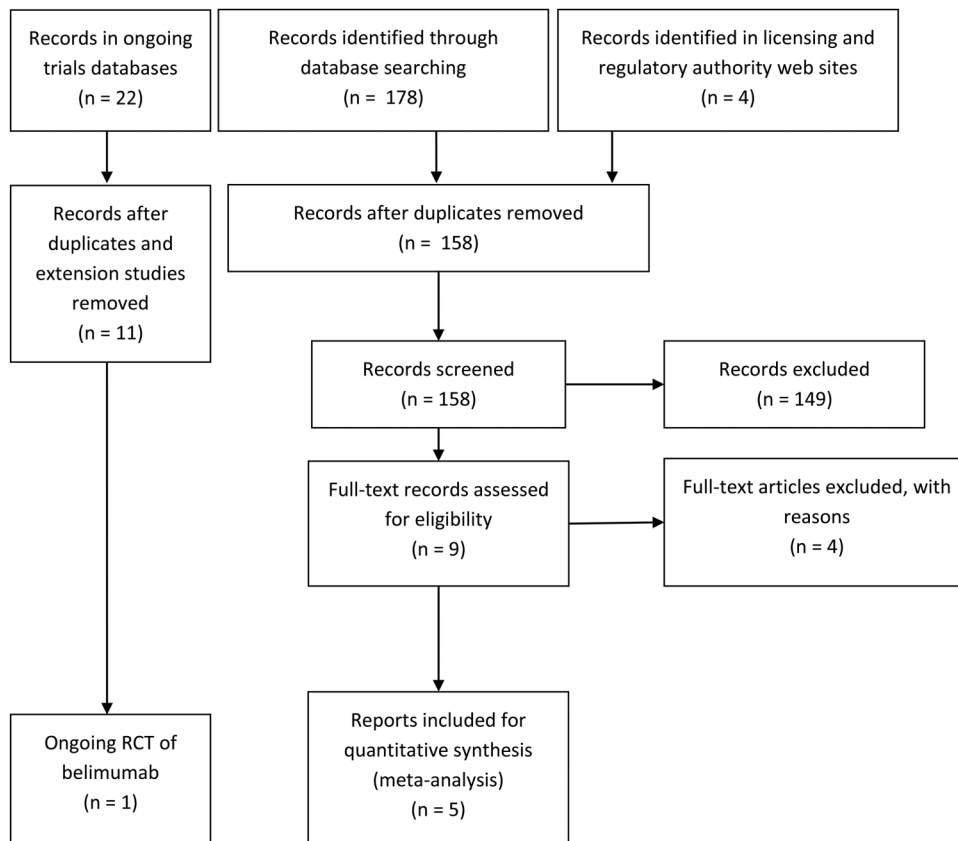 Records in ongoing
trials databases
(n = 22)
Records identified through
database searching
(n = 178)
Records identified in licensing and
regulatory authority web sites
(n = 4)
Records after
duplicates and
extension studies
removed
(n = 11)
Records after duplicates removed
(n = 158)
Records screened
(n = 158)
Records excluded
(n = 149)
Full-text records assessed
for eligibility
(n = 9)
Full-text articles excluded, with
reasons
(n = 4)
Ongoing RCT of
belimumab
(n = 1)
Reports included for
quantitative synthesis
(meta-analysis)
(n = 5)